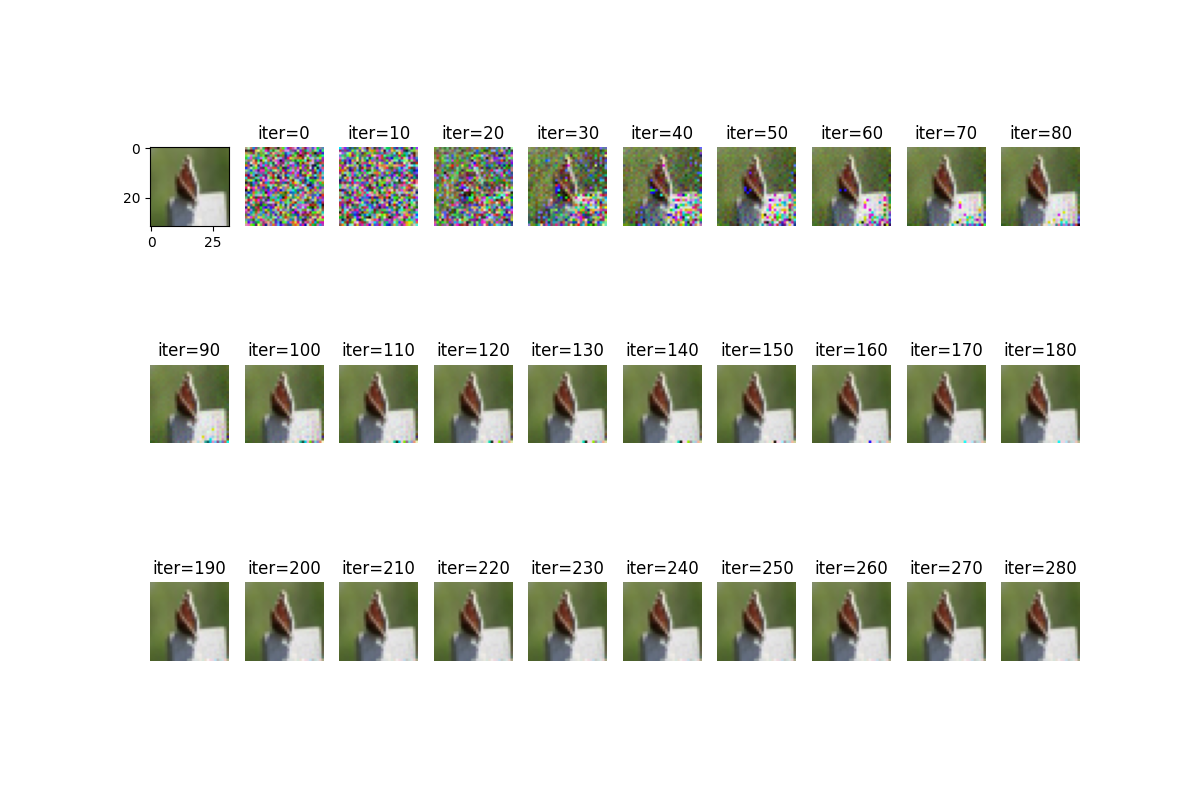 iter=0 iter=10 iter=20 iter=30 iter=40 iter=50 iter=60 iter=70 iter=80
0
20
0 25
iter=90 iter=100 iter=110 iter=120 iter=130 iter=140 iter=150 iter=160 iter=170 iter=180
iter=190 iter=200 iter=210 iter=220 iter=230 iter=240 iter=250 iter=260 iter=270 iter=280